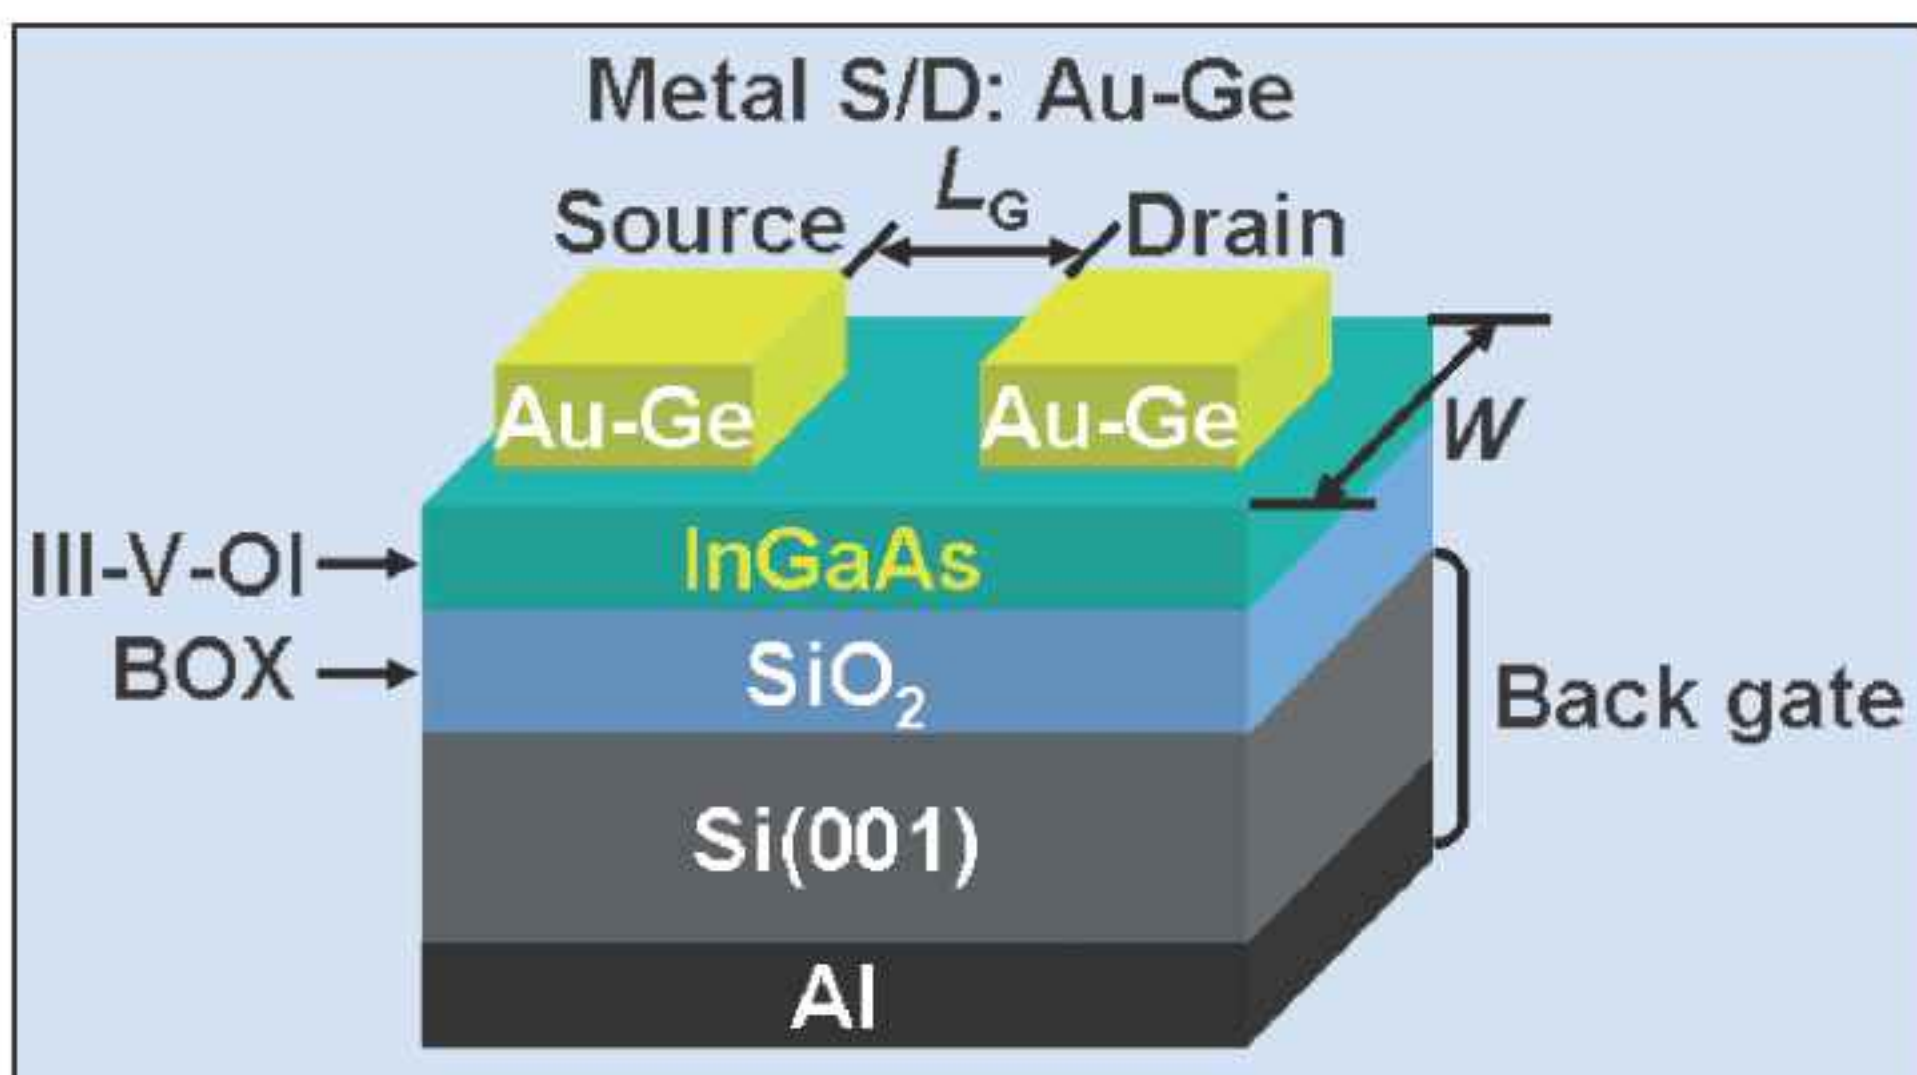 Metal S/D: Au-Ge
L_G
Source
Drain
Au-Ge
Au-Ge
W
III-V-OI
InGaAs
BOX
SiO₂
Back gate
Si(001)
Al